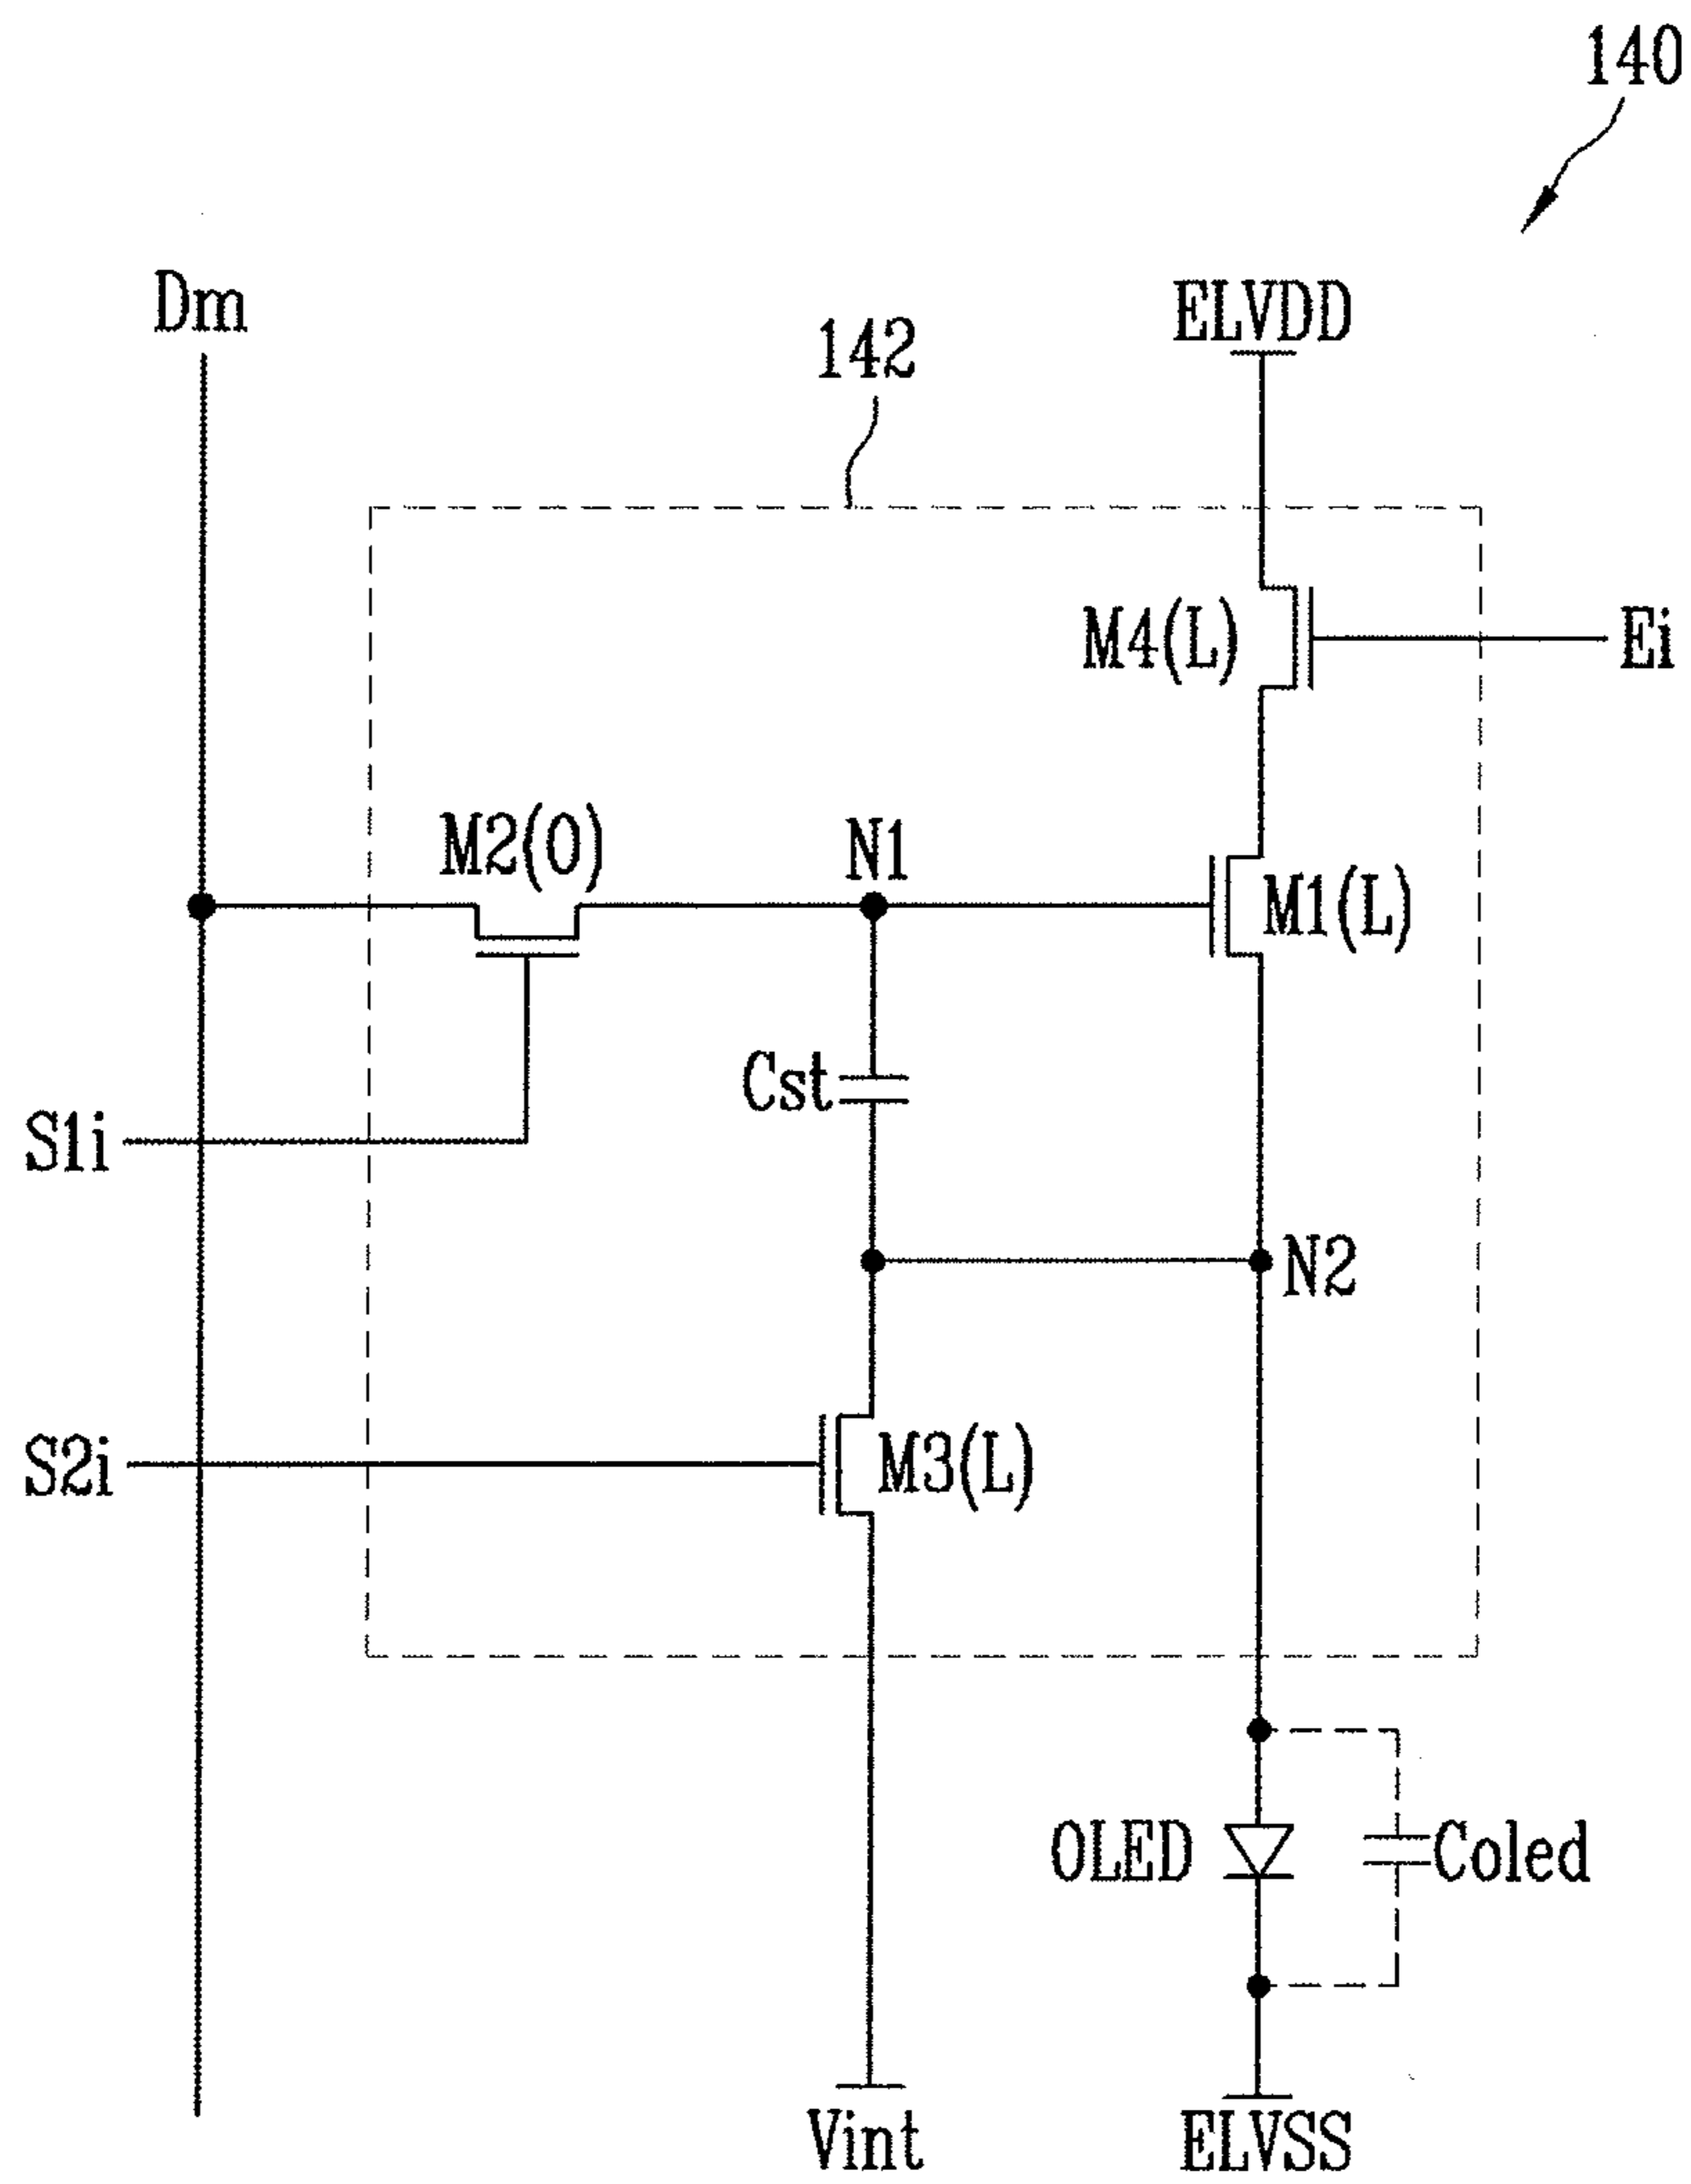 140
Dm
ELVDD
142
M4(L)
Ei
M2(O)
N1
M1(L)
Cst
S1i
N2
S2i
M3(L)
OLED
Coled
Vint
ELVSS